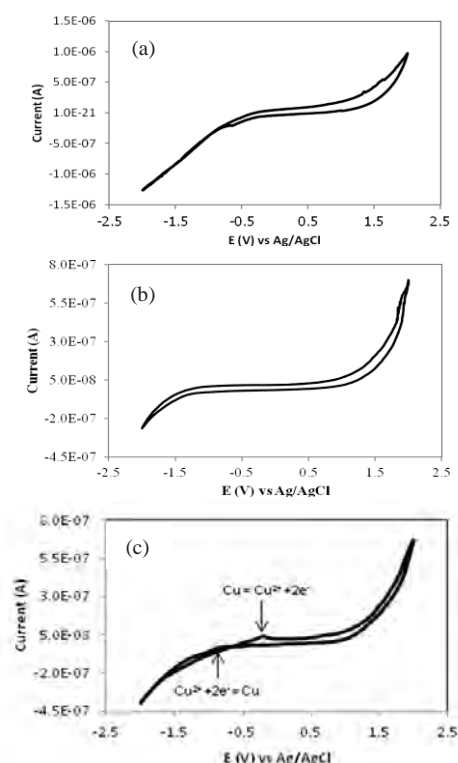 1.5E-06
(a)
1.0E-06
5.0E-07
1.0E-21
-5.0E-07
-1.0E-06
-1.5E-06
Current (A)
-2.5 -1.5 -0.5 0.5 1.5 2.5
E (V) vs Ag/AgCl
8.0E-07
(b)
5.5E-07
3.0E-07
5.0E-08
-2.0E-07
-4.5E-07
Current (A)
-2.5 -1.5 -0.5 0.5 1.5 2.5
E (V) vs Ag/AgCl
8.0E-07
(c)
5.5E-07
3.0E-07
5.0E-08
-2.0E-07
-4.5E-07
Current (A)
Cu = Cu²⁺ +2e⁻
Cu²⁺ +2e⁻ = Cu
-2.5 -1.5 -0.5 0.5 1.5 2.5
E (V) vs Ag/AgCl